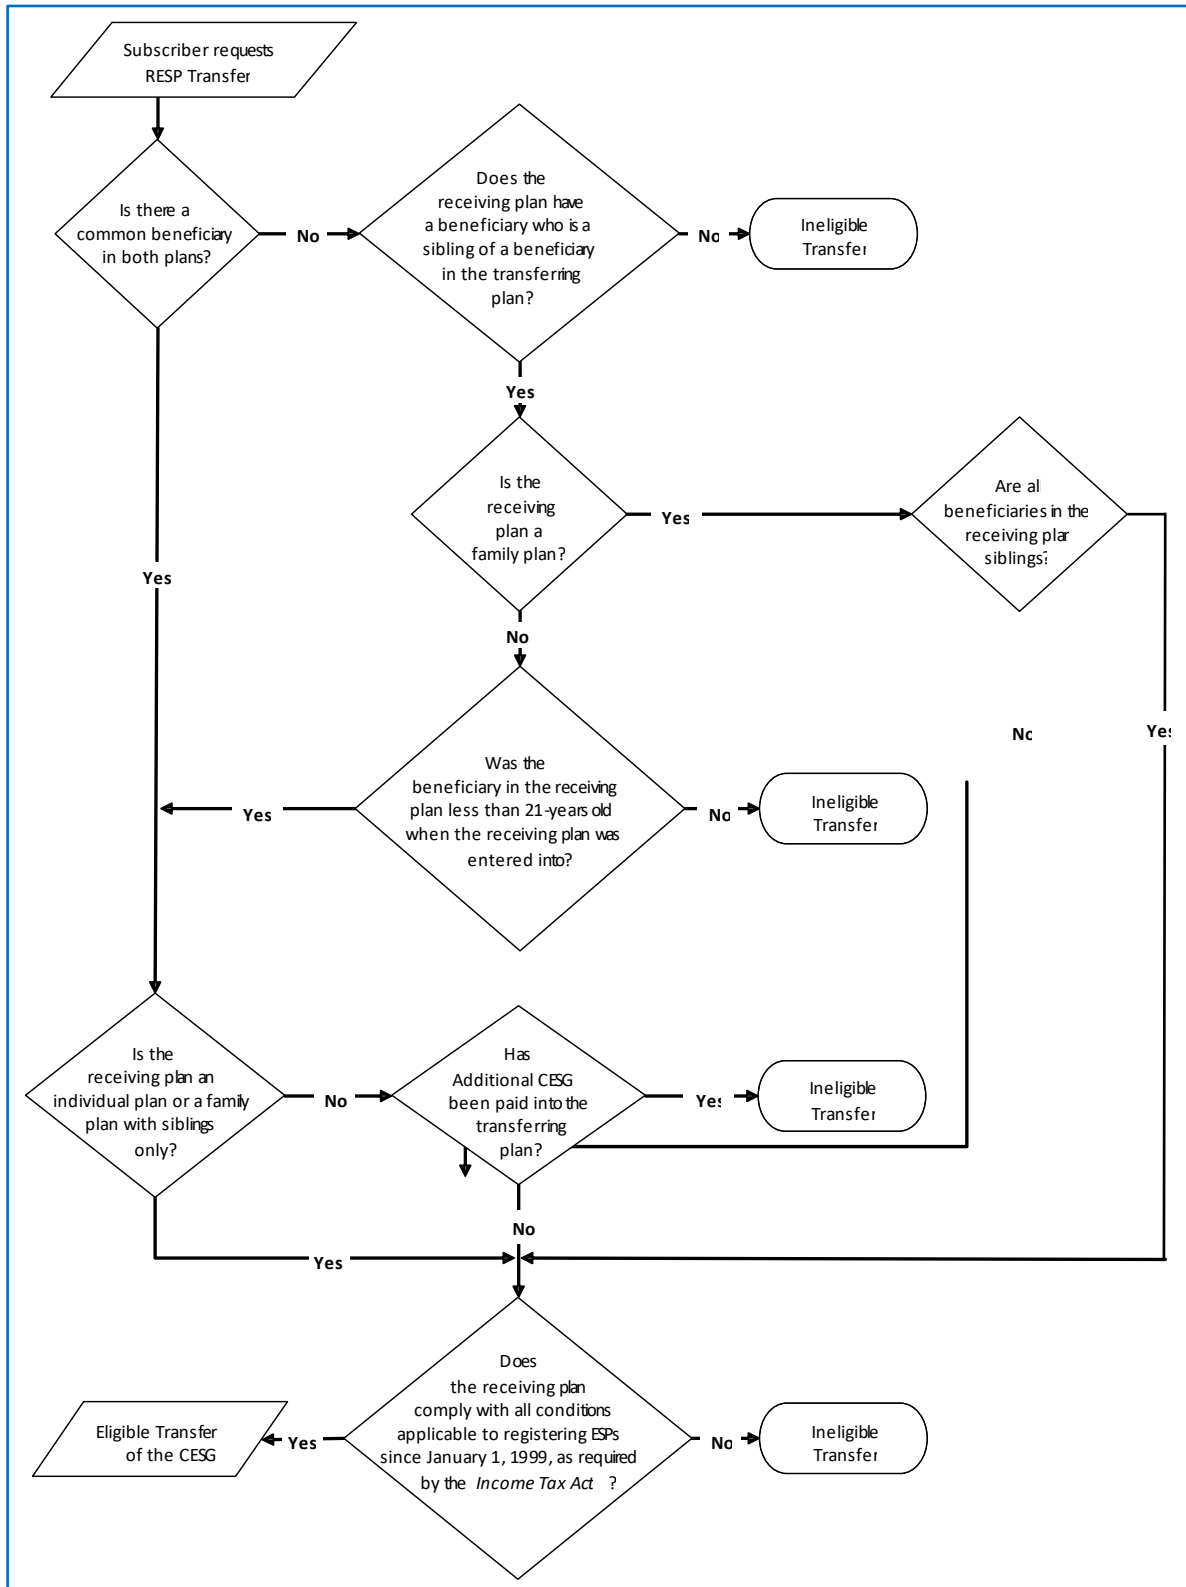 Subscriber requests
RESP Transfer
Is there a
common beneficiary
in both plans?
No
Does the
receiving plan have
a beneficiary who is a
sibling of a beneficiary
in the transferring
plan?
No
Ineligible
Transfer
Yes
Is the
receiving
plan a
family plan?
Yes
Are all
beneficiaries in the
receiving plan
siblings?
Yes
No
No
Yes
Was the
beneficiary in the receiving
plan less than 21-years old
when the receiving plan was
entered into?
Yes
No
Ineligible
Transfer
Is the
receiving plan an
individual plan or a family
plan with siblings
only?
No
Has
Additional CESG
been paid into the
transferring
plan?
Yes
Ineligible
Transfer
No
Yes
Does
the receiving plan
comply with all conditions
applicable to registering ESPs
since January 1, 1999, as required
by the Income Tax Act ?
Yes
Eligible Transfer
of the CESG
No
Ineligible
Transfer